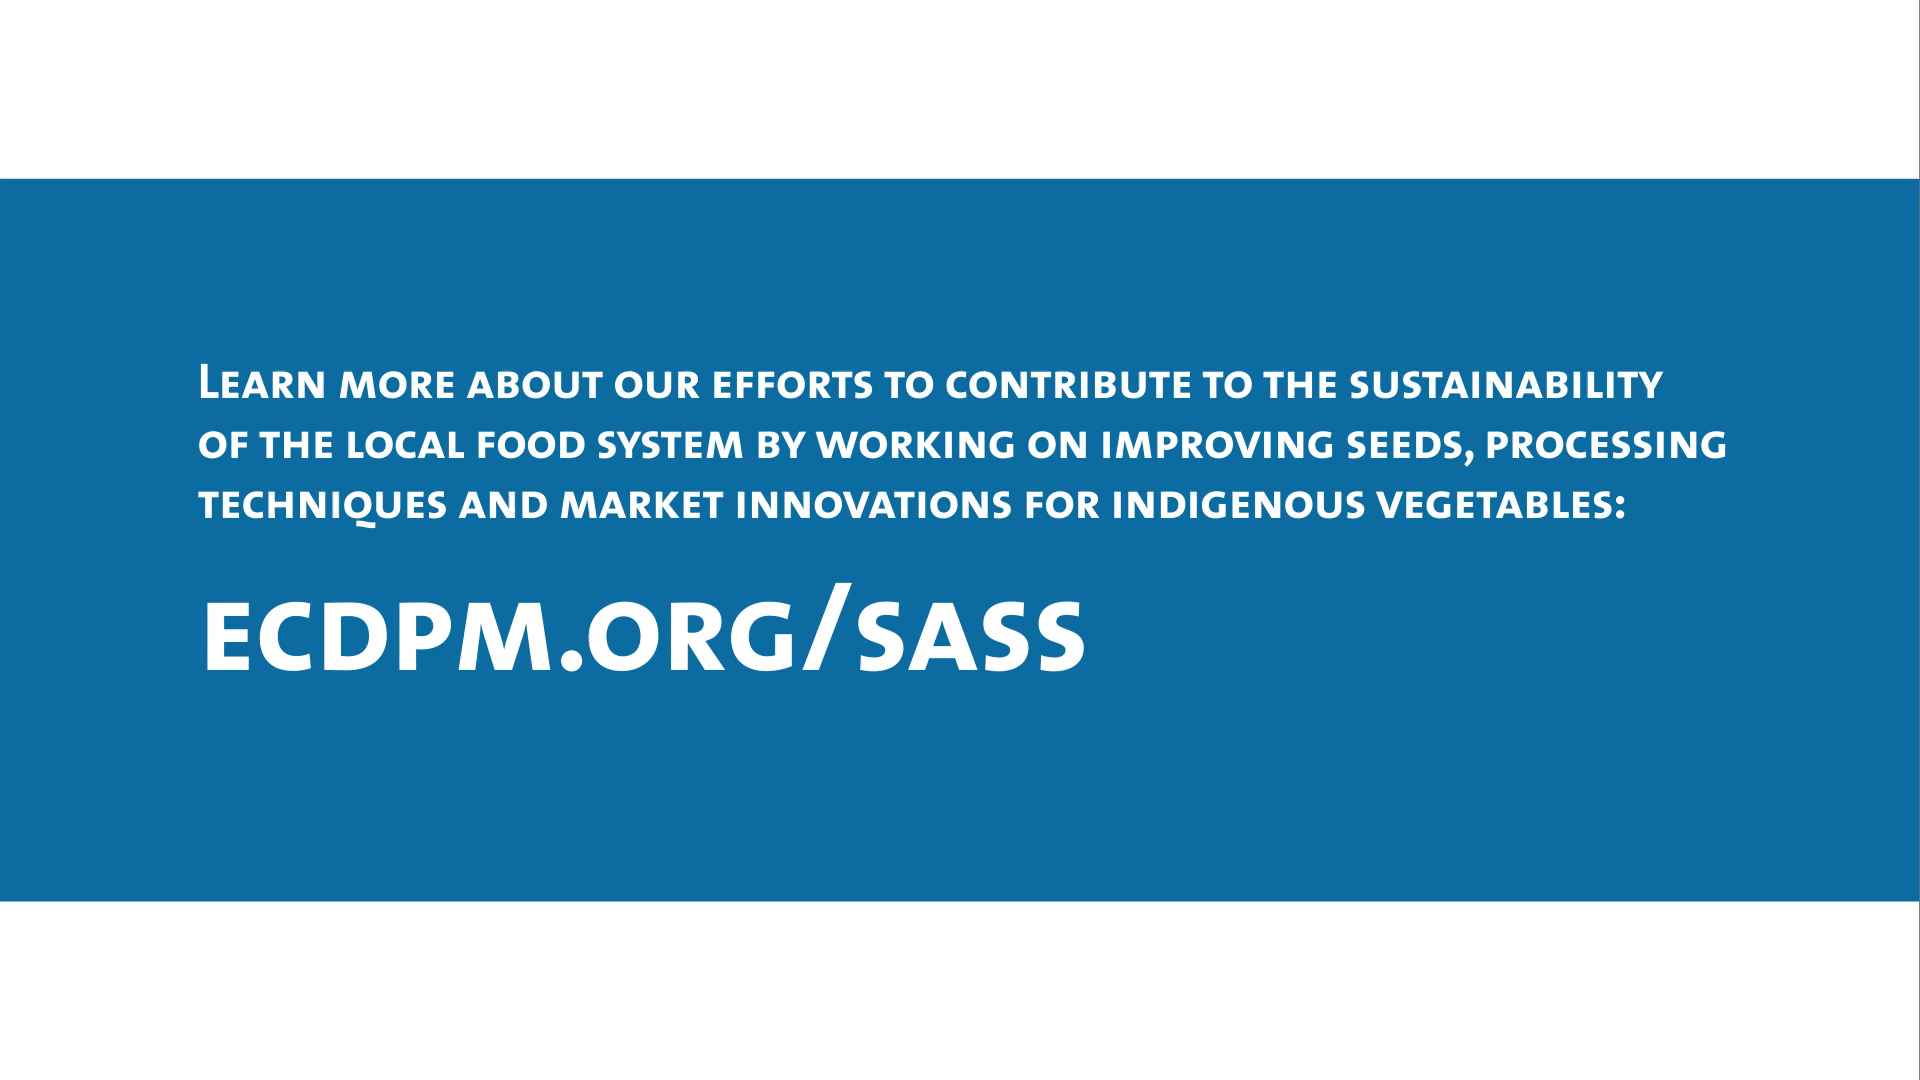 Learn more about our efforts to contribute to the sustainability
of the local food system by working on improving seeds, processing
techniques and market innovations for indigenous vegetables:
ecdpm.org/sass